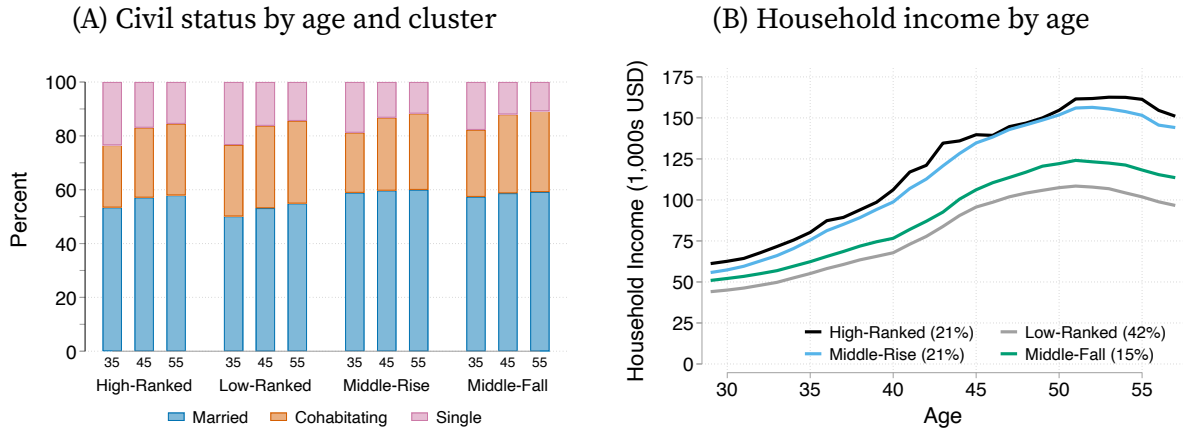 (A) Civil status by age and cluster
100
80
60
40
20
0
Percent
35 45 55 35 45 55 35 45 55 35 45 55
High-Ranked Low-Ranked Middle-Rise Middle-Fall
Married Cohabitating Single
(B) Household income by age
175
150
125
100
75
50
25
0
Household Income (1,000s USD)
High-Ranked (21%) Low-Ranked (42%)
Middle-Rise (21%) Middle-Fall (15%)
30 35 40 45 50 55
Age